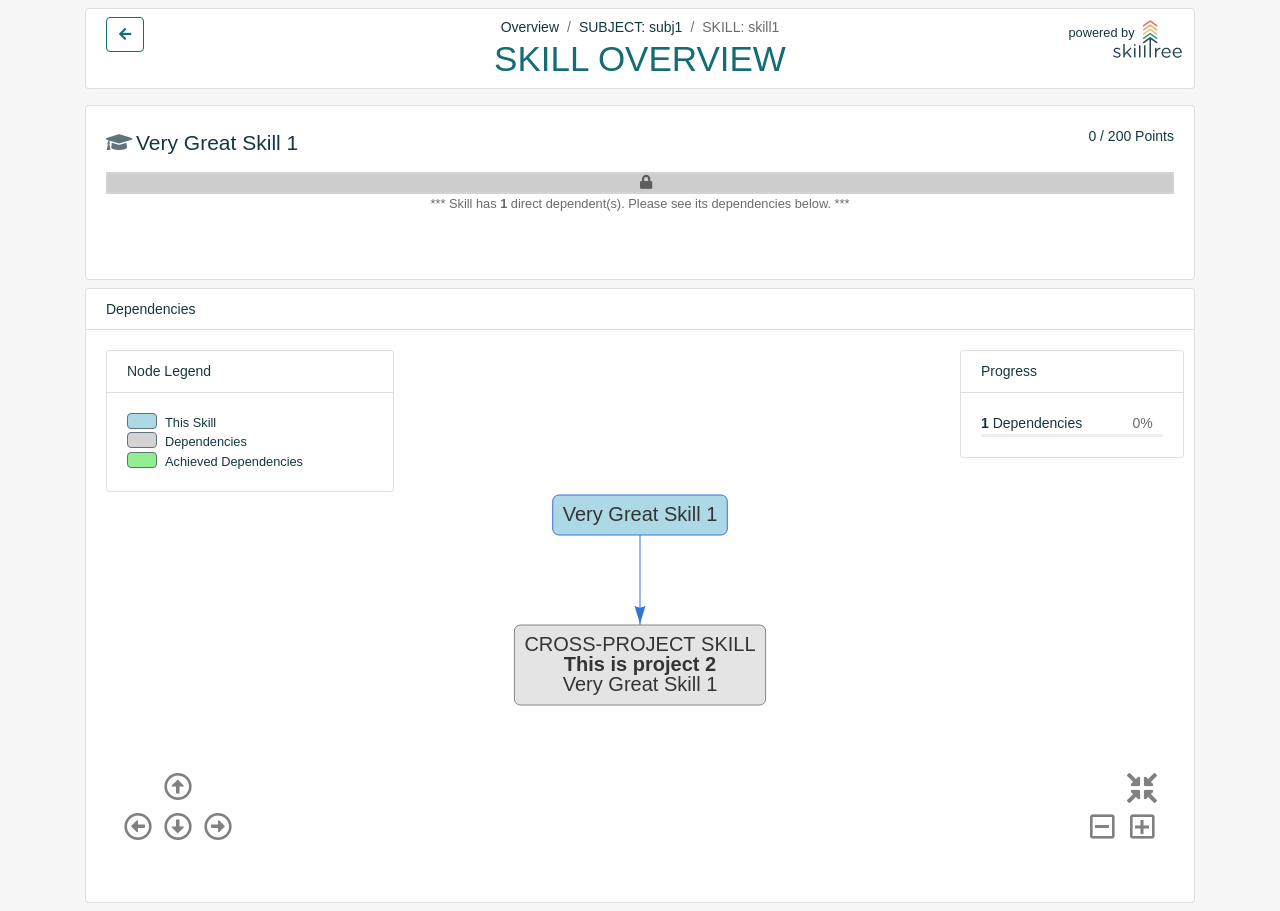 Overview / SUBJECT: subj1 / SKILL: skill1
SKILL OVERVIEW
powered by
skilltree
Very Great Skill 1
0 / 200 Points
*** Skill has 1 direct dependent(s). Please see its dependencies below. ***
Dependencies
Node Legend
This Skill
Dependencies
Achieved Dependencies
Progress
1 Dependencies 0%
Very Great Skill 1
CROSS-PROJECT SKILL
This is project 2
Very Great Skill 1